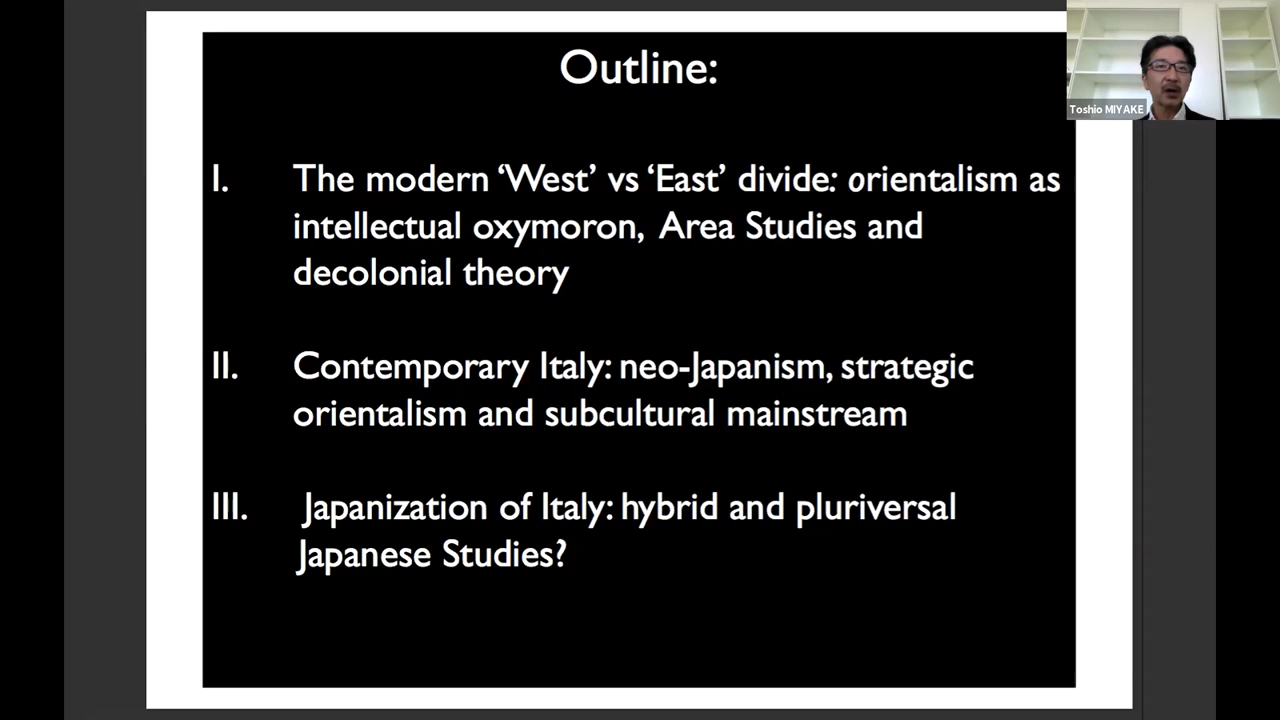 Outline:
I. The modern ‘West’ vs ‘East’ divide: orientalism as
intellectual oxymoron, Area Studies and
decolonial theory
II. Contemporary Italy: neo-Japanism, strategic
orientalism and subcultural mainstream
III. Japanization of Italy: hybrid and pluriversal
Japanese Studies?
Toshio MIYAKE